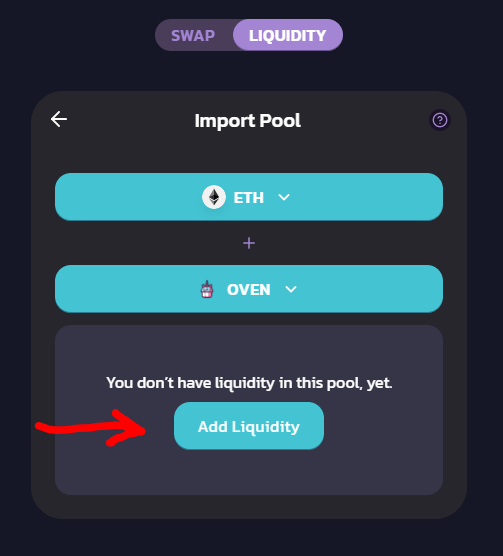 SWAP LIQUIDITY
Import Pool
ETH
+
OVEN
You don't have liquidity in this pool, yet.
Add Liquidity